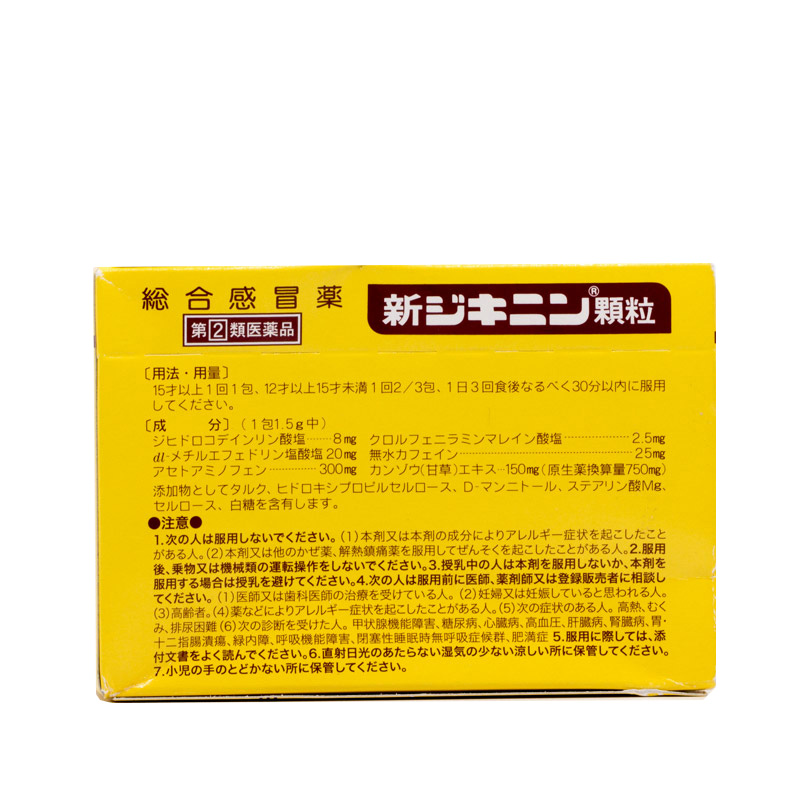 総合感冒薬
第②類医薬品
新ジキニン®顆粒
〔用法・用量〕
15才以上1回1包、12才以上15才未満1回2/3包、1日3回食後なるべく30分以内に服用
してください。
〔成　分〕(1包1.5g中)
ジヒドロコデインリン酸塩……8mg クロルフェニラミンマレイン酸塩………………2.5mg
dl-メチルエフェドリン塩酸塩 20mg 無水カフェイン………………………………25mg
アセトアミノフェン…………300mg カンゾウ(甘草)エキス…150mg(原生薬換算量750mg)
添加物としてタルク、ヒドロキシプロピルセルロース、D-マンニトール、ステアリン酸Mg、
セルロース、白糖を含有します。
●注意●
1.次の人は服用しないでください。(1)本剤又は本剤の成分によりアレルギー症状を起こしたこと
がある人。(2)本剤又は他のかぜ薬、解熱鎮痛薬を服用してぜんそくを起こしたことがある人。2.服用
後、乗物又は機械類の運転操作をしないでください。3.授乳中の人は本剤を服用しないか、本剤を
服用する場合は授乳を避けてください。4.次の人は服用前に医師、薬剤師又は登録販売者に相談し
てください。(1)医師又は歯科医師の治療を受けている人。(2)妊婦又は妊娠していると思われる人。
(3)高齢者。(4)薬などによりアレルギー症状を起こしたことがある人。(5)次の症状のある人。高熱、むく
み、排尿困難(6)次の診断を受けた人。甲状腺機能障害、糖尿病、心臓病、高血圧、肝臓病、腎臓病、胃・
十二指腸潰瘍、緑内障、呼吸機能障害、閉塞性睡眠時無呼吸症候群、肥満症 5.服用に際しては、添
付文書をよく読んでください。6.直射日光のあたらない湿気の少ない涼しい所に保管してください。
7.小児の手のとどかない所に保管してください。